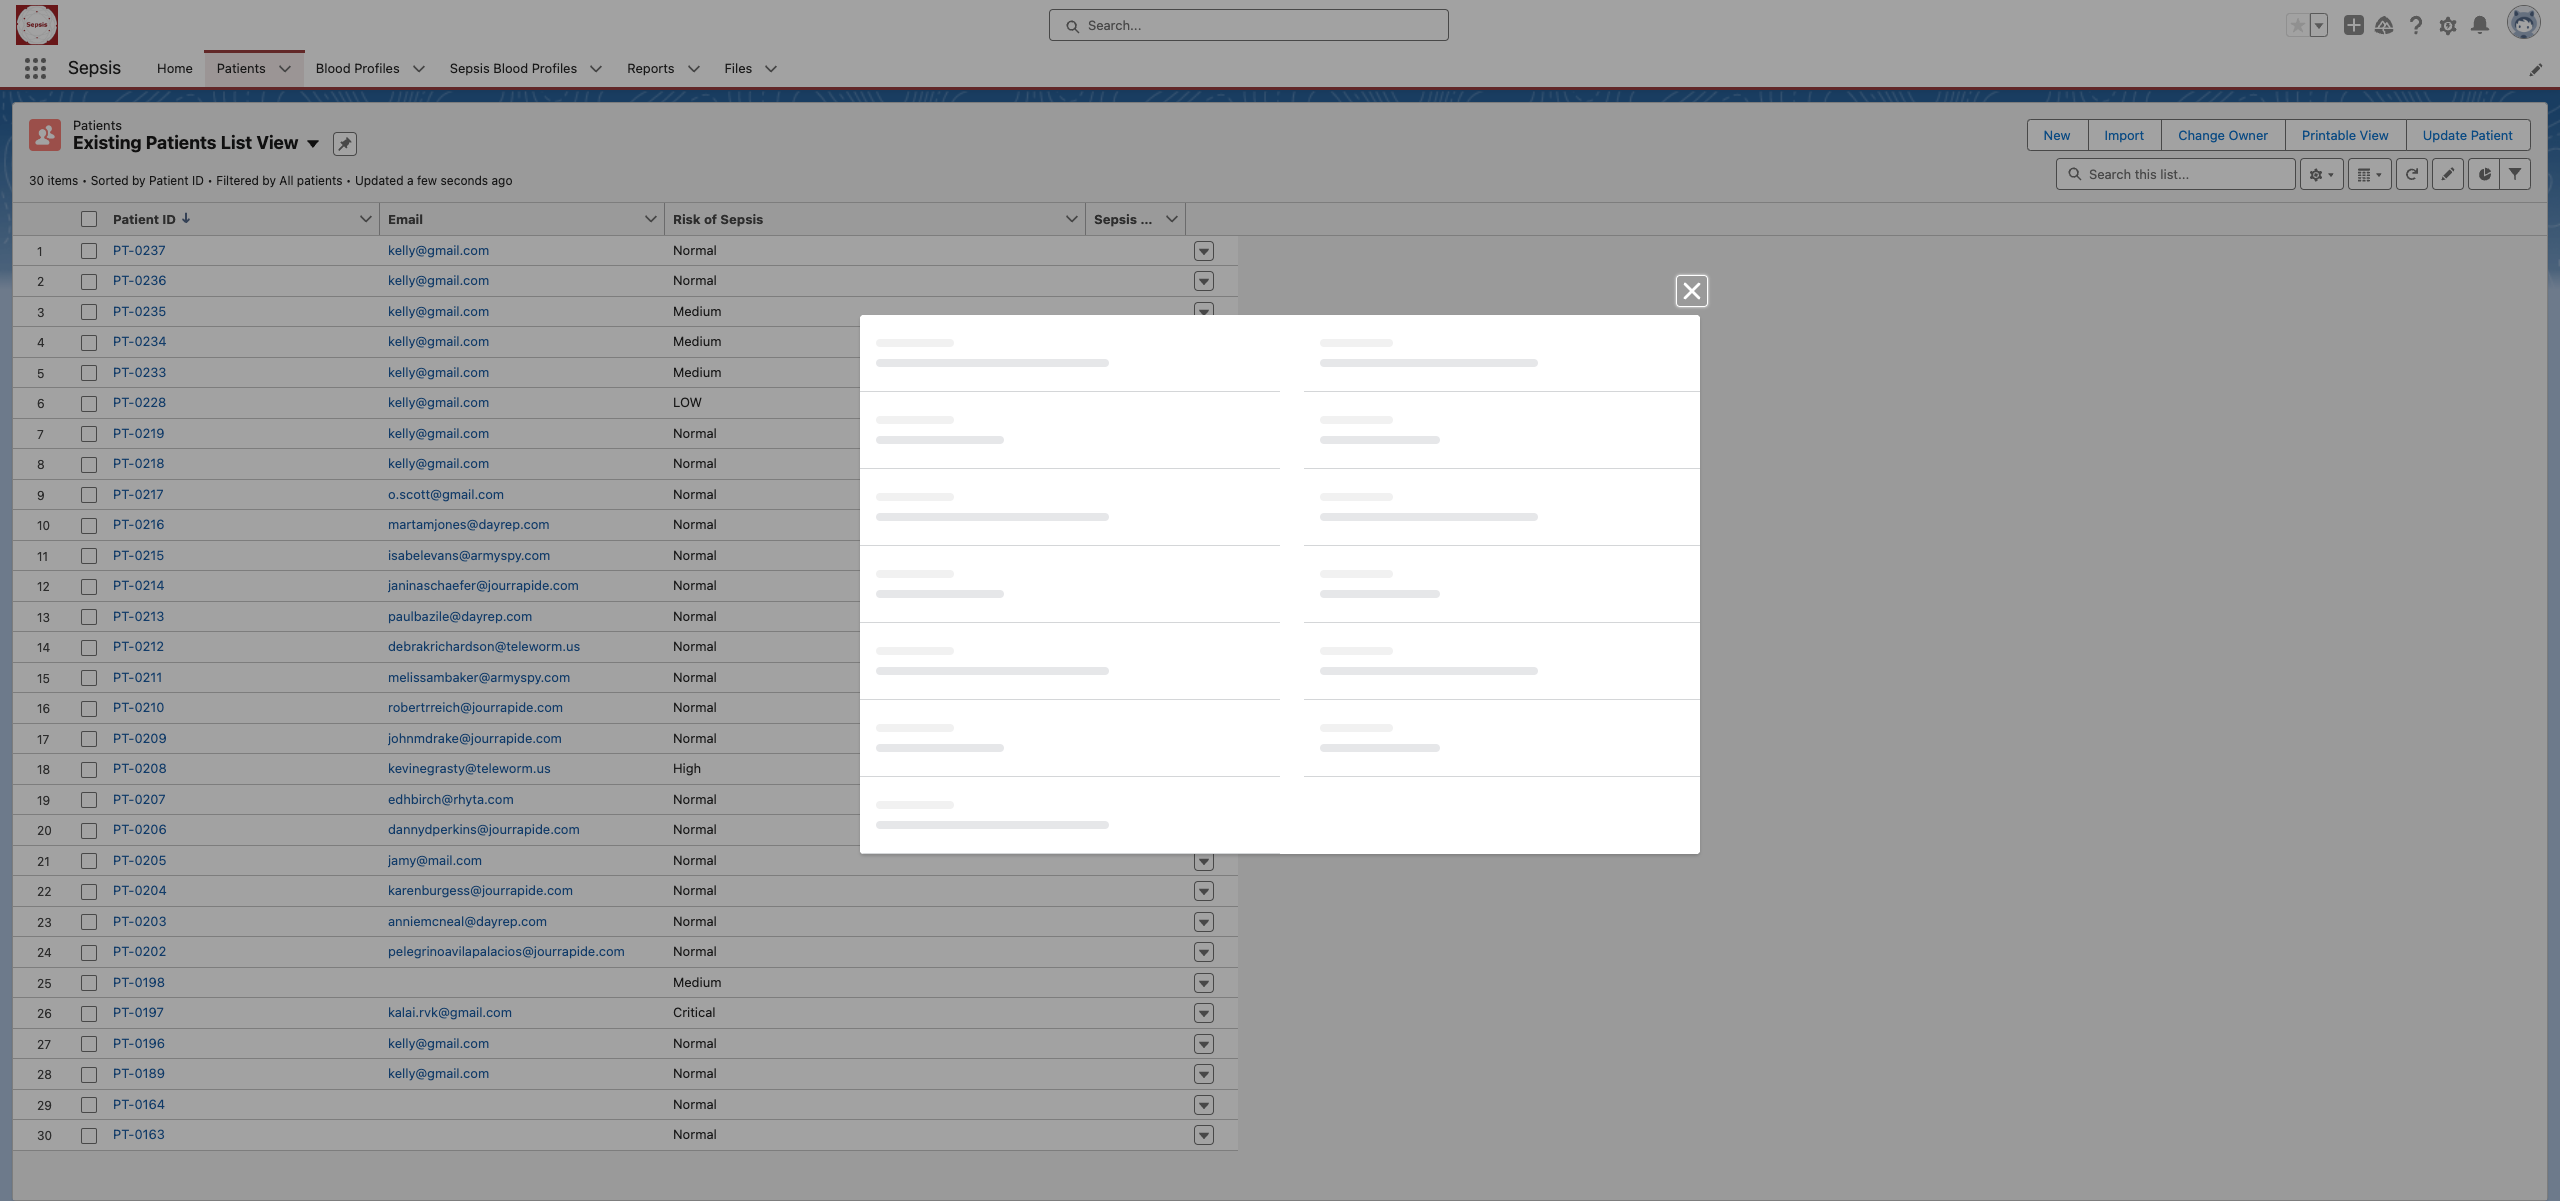 Sepsis
Search...
Sepsis
Home
Patients
Blood Profiles
Sepsis Blood Profiles
Reports
Files
Patients
Existing Patients List View
New
Import
Change Owner
Printable View
Update Patient
30 items • Sorted by Patient ID • Filtered by All patients • Updated a few seconds ago
Search this list...
Patient ID Email Risk of Sepsis Sepsis ...
1 PT-0237 kelly@gmail.com Normal
2 PT-0236 kelly@gmail.com Normal
3 PT-0235 kelly@gmail.com Medium
4 PT-0234 kelly@gmail.com Medium
5 PT-0233 kelly@gmail.com Medium
6 PT-0228 kelly@gmail.com LOW
7 PT-0219 kelly@gmail.com Normal
8 PT-0218 kelly@gmail.com Normal
9 PT-0217 o.scott@gmail.com Normal
10 PT-0216 martamjones@dayrep.com Normal
11 PT-0215 isabelevans@armyspy.com Normal
12 PT-0214 janinaschaefer@jourrapide.com Normal
13 PT-0213 paulbazile@dayrep.com Normal
14 PT-0212 debrakrichardson@teleworm.us Normal
15 PT-0211 melissambaker@armyspy.com Normal
16 PT-0210 robertrreich@jourrapide.com Normal
17 PT-0209 johnmdrake@jourrapide.com Normal
18 PT-0208 kevinegrasty@teleworm.us High
19 PT-0207 edhbirch@rhyta.com Normal
20 PT-0206 dannydperkins@jourrapide.com Normal
21 PT-0205 jamy@mail.com Normal
22 PT-0204 karenburgess@jourrapide.com Normal
23 PT-0203 anniemcneal@dayrep.com Normal
24 PT-0202 pelegrinoavilapalacios@jourrapide.com Normal
25 PT-0198 Medium
26 PT-0197 kalai.rvk@gmail.com Critical
27 PT-0196 kelly@gmail.com Normal
28 PT-0189 kelly@gmail.com Normal
29 PT-0164 Normal
30 PT-0163 Normal